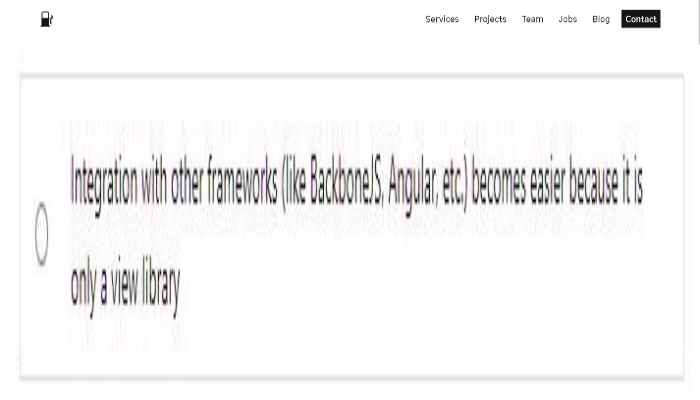 Services Projects Team Jobs Blog Contact
Integration with other frameworks (like BackboneJS, Angular, etc.) becomes easier because it is
only a view library